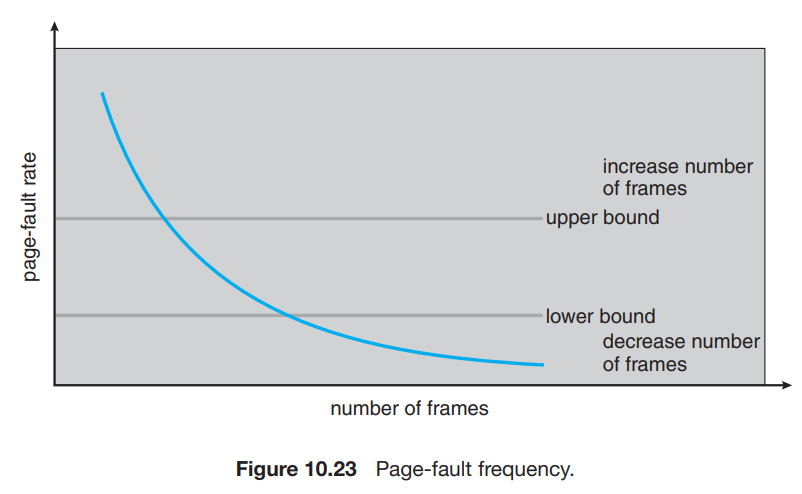 page-fault rate
increase number
of frames
upper bound
lower bound
decrease number
of frames
number of frames
Figure 10.23 Page-fault frequency.